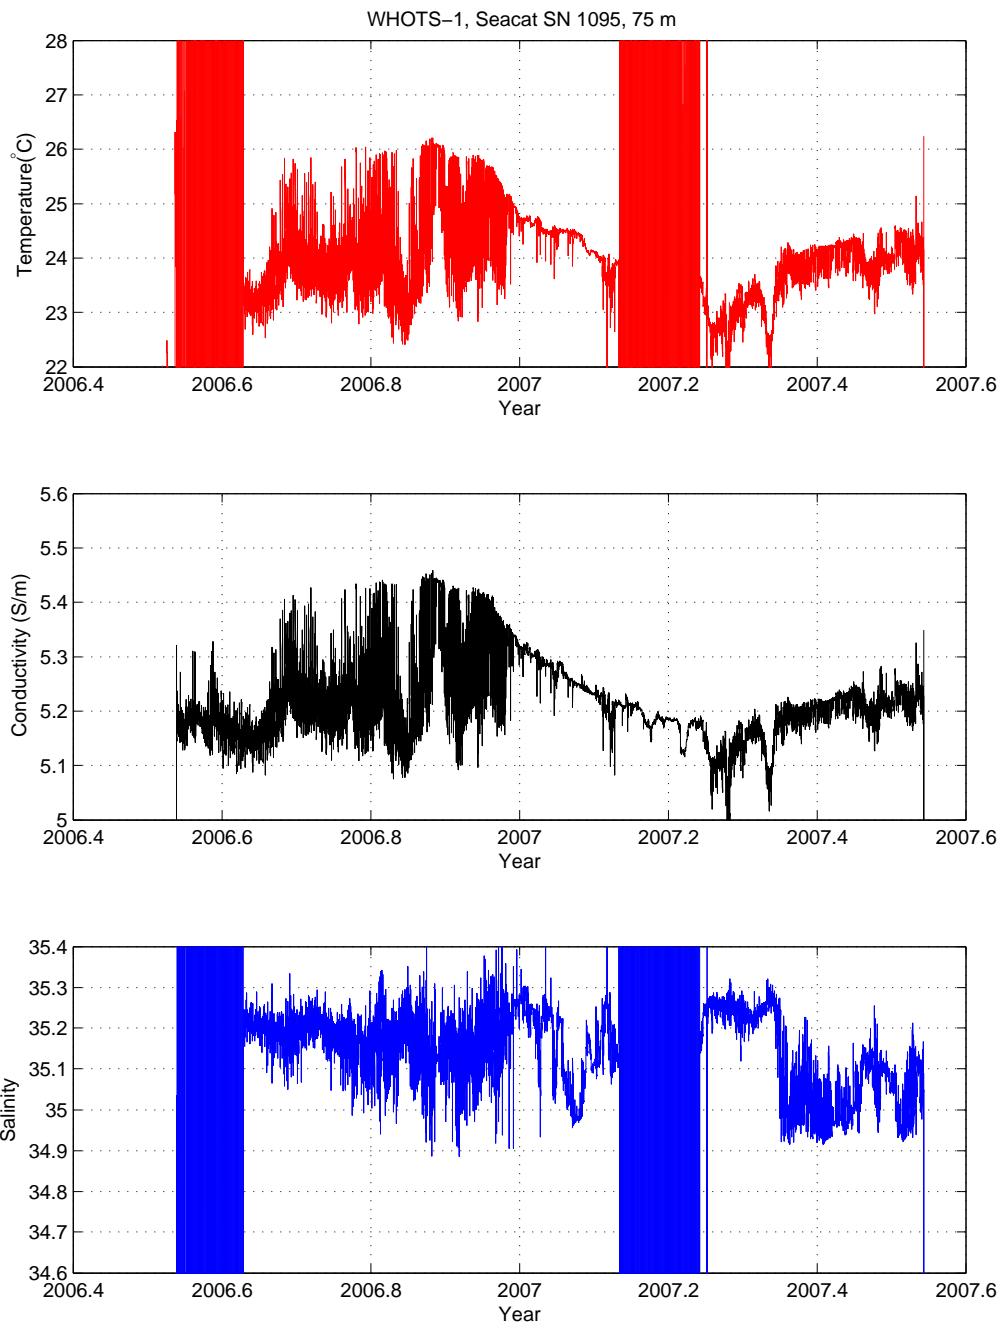 WHOTS−1, Seacat SN 1095, 75 m
28
27
26
25
24
23
22
Temperature(°C)
2006.4 2006.6 2006.8 2007 2007.2 2007.4 2007.6
Year
5.6
5.5
5.4
5.3
5.2
5.1
5
Conductivity (S/m)
2006.4 2006.6 2006.8 2007 2007.2 2007.4 2007.6
Year
35.4
35.3
35.2
35.1
35
34.9
34.8
34.7
34.6
Salinity
2006.4 2006.6 2006.8 2007 2007.2 2007.4 2007.6
Year